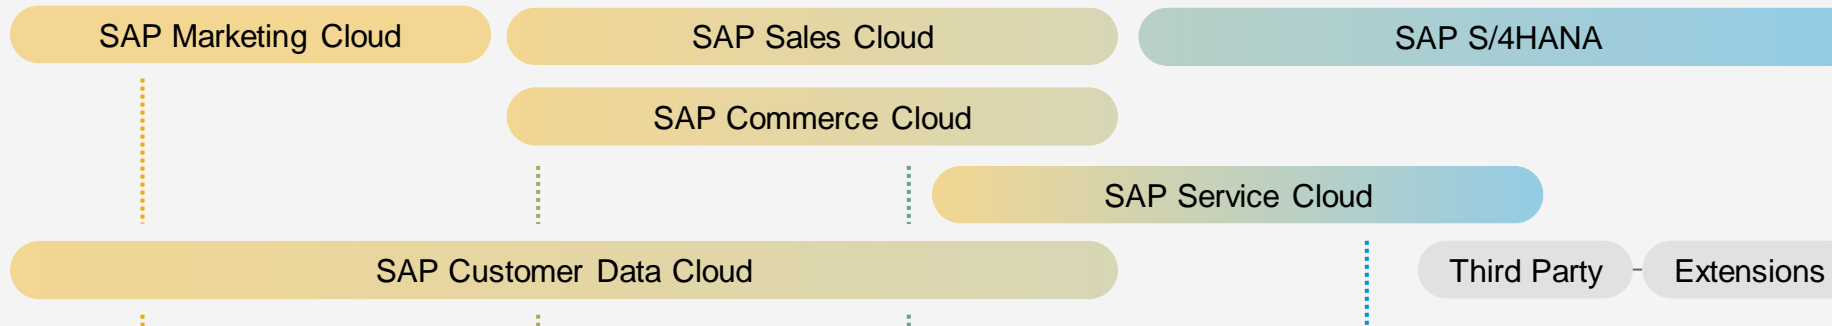 SAP Marketing Cloud
SAP Sales Cloud
SAP S/4HANA
SAP Commerce Cloud
SAP Service Cloud
SAP Customer Data Cloud
Third Party
Extensions